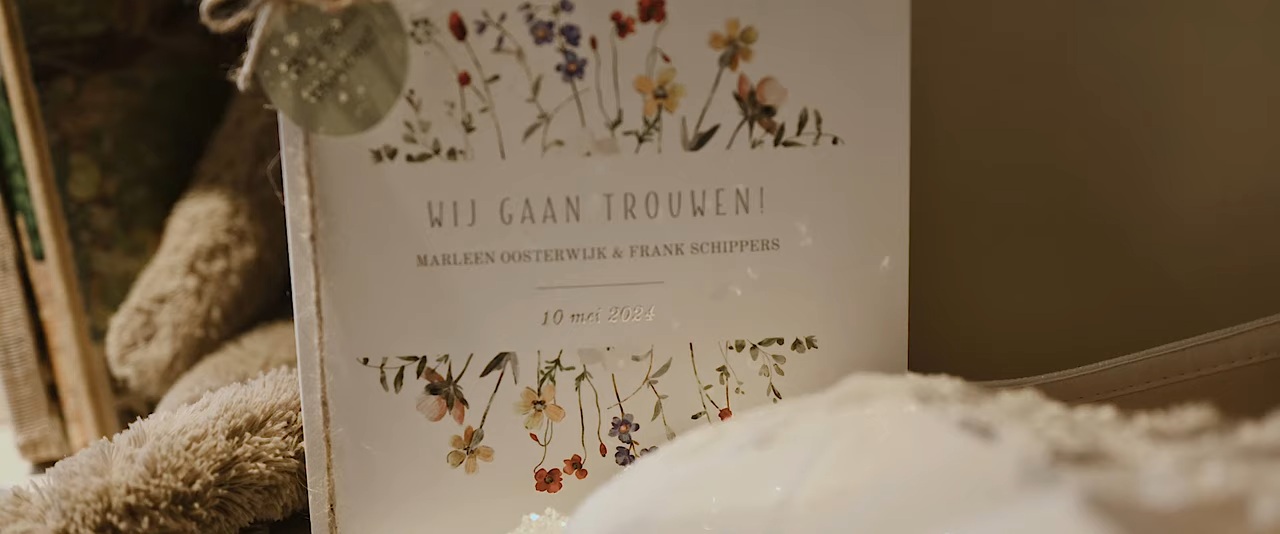 WIJ GAAN TROUWEN!
MARLEEN OOSTERWIJK & FRANK SCHIPPERS
10 mei 2024